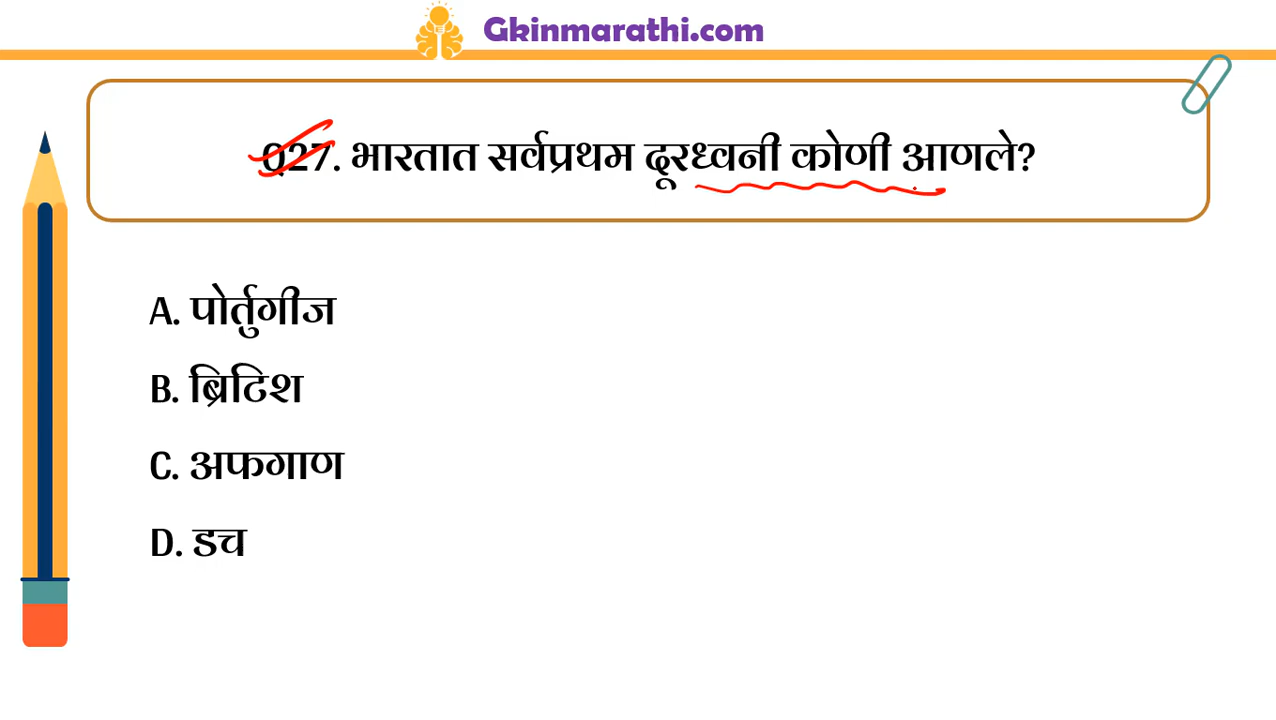 Gkinmarathi.com
Q27. भारतात सर्वप्रथम दूरध्वनी कोणी आणले?
A. पोर्तुगीज
B. ब्रिटिश
C. अफगाण
D. डच